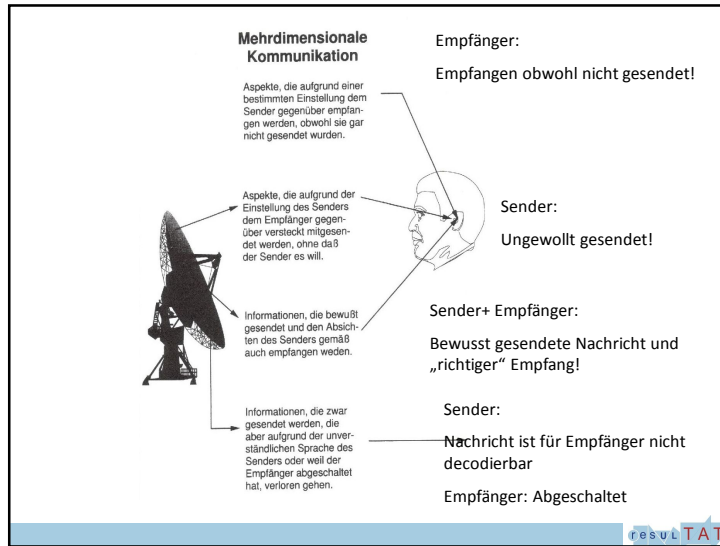 Mehrdimensionale
Kommunikation
Aspekte, die aufgrund einer
bestimmten Einstellung dem
Sender gegenüber empfan-
gen werden, obwohl sie gar
nicht gesendet wurden.
Empfänger:
Empfangen obwohl nicht gesendet!
Aspekte, die aufgrund der
Einstellung des Senders
dem Empfänger gegen-
über versteckt mitgesen-
det werden, ohne daß
der Sender es will.
Sender:
Ungewollt gesendet!
Informationen, die bewußt
gesendet und den Absich-
ten des Senders gemäß
auch empfangen weden.
Sender+ Empfänger:
Bewusst gesendete Nachricht und
„richtiger“ Empfang!
Informationen, die zwar
gesendet werden, die
aber aufgrund der unver-
ständlichen Sprache des
Senders oder weil der
Empfänger abgeschaltet
hat, verloren gehen.
Sender:
Nachricht ist für Empfänger nicht
decodierbar
Empfänger: Abgeschaltet
resulTAT